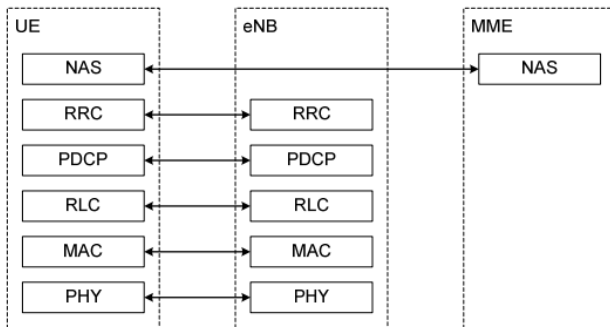 UE eNB MME
NAS NAS
RRC RRC
PDCP PDCP
RLC RLC
MAC MAC
PHY PHY